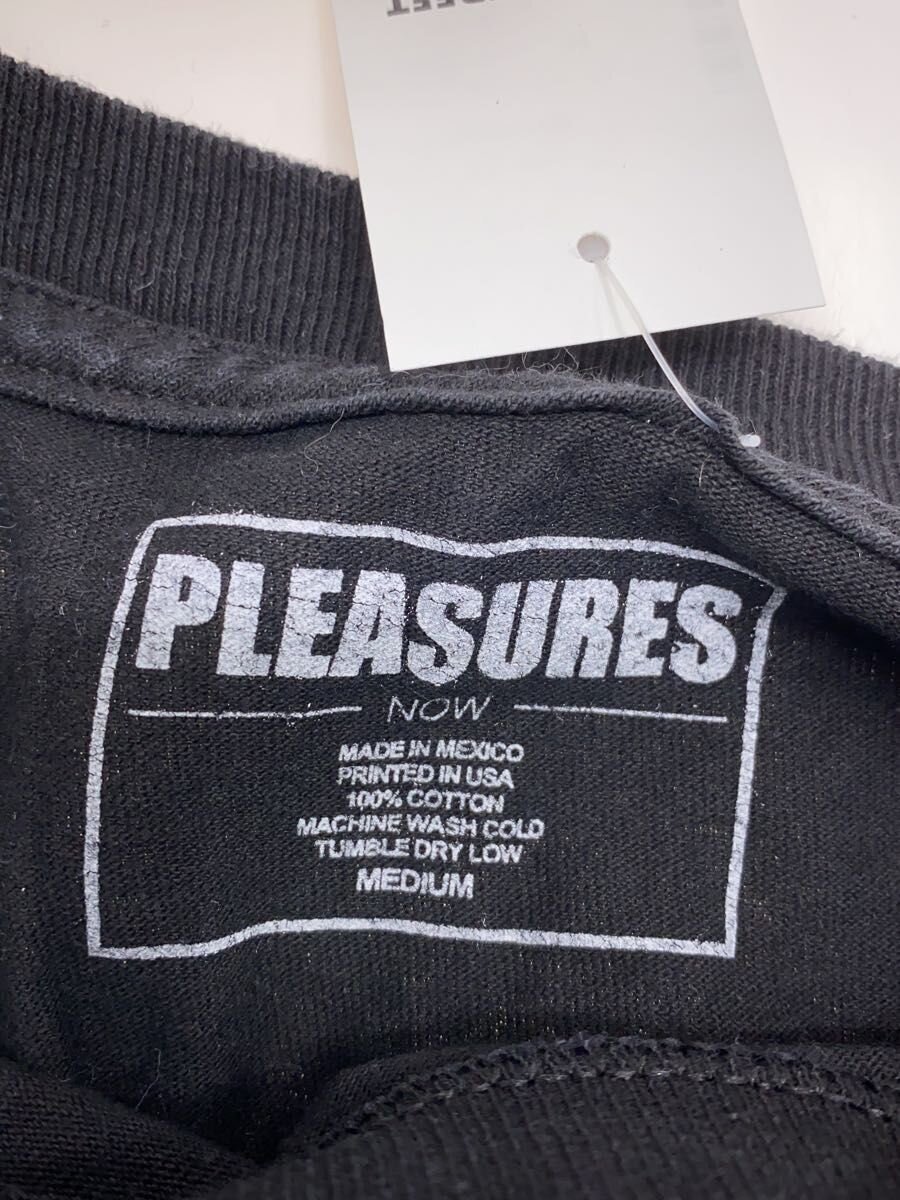 PLEASURES
NOW
MADE IN MEXICO
PRINTED IN USA
100% COTTON
MACHINE WASH COLD
TUMBLE DRY LOW
MEDIUM